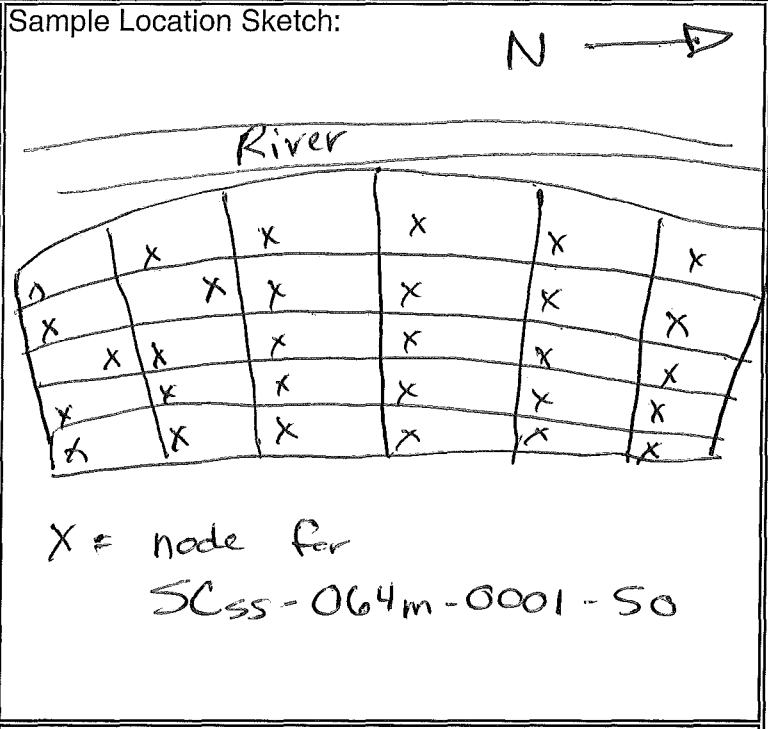 Sample Location Sketch:
N
River
x x x x x
x x x x x x
x x x x x x
x x x x x x
x x x x x x
X = node for
SCss-064m-0001-SO